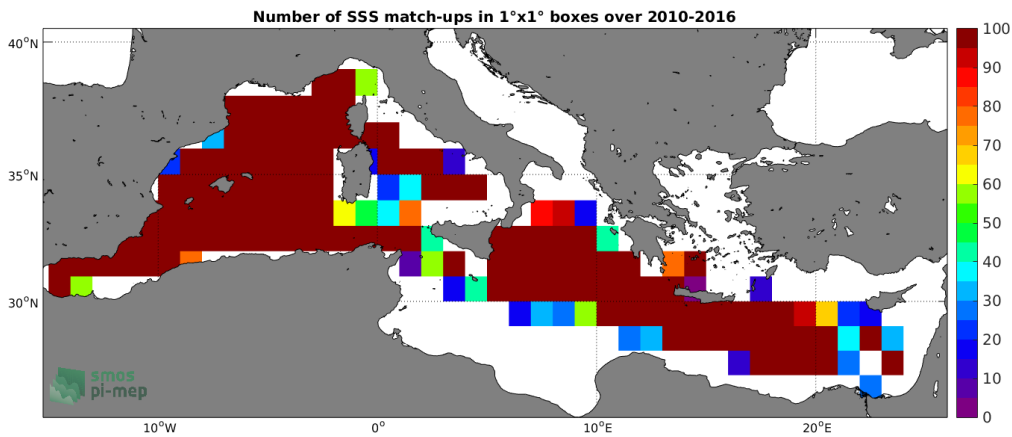 Number of SSS match-ups in 1°x1° boxes over 2010-2016
40°N
35°N
30°N
10°W
0°
10°E
20°E
100
90
80
70
60
50
40
30
20
10
0
smos
pi-mep